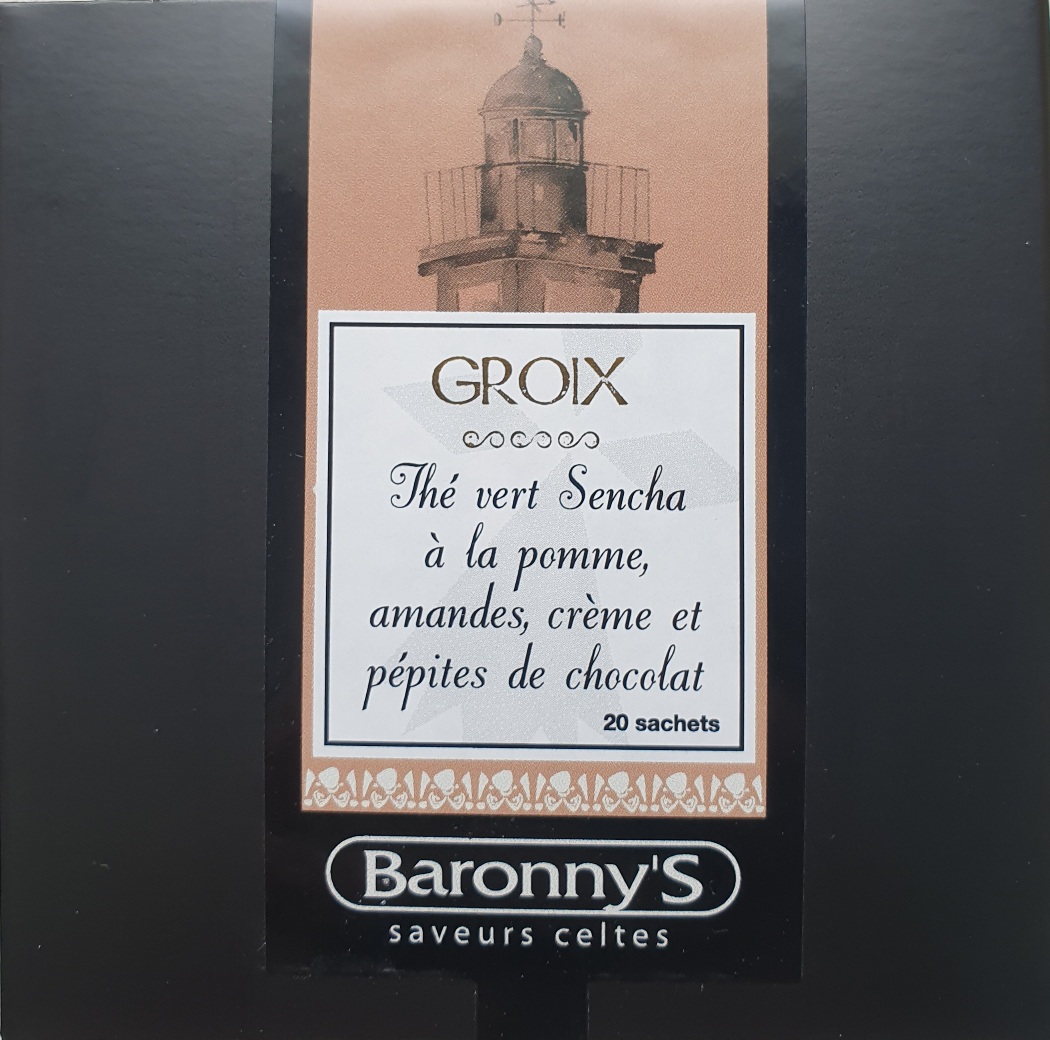 GROIX
Thé vert Sencha
à la pomme,
amandes, crème et
pépites de chocolat
20 sachets
Baronny'S
saveurs celtes